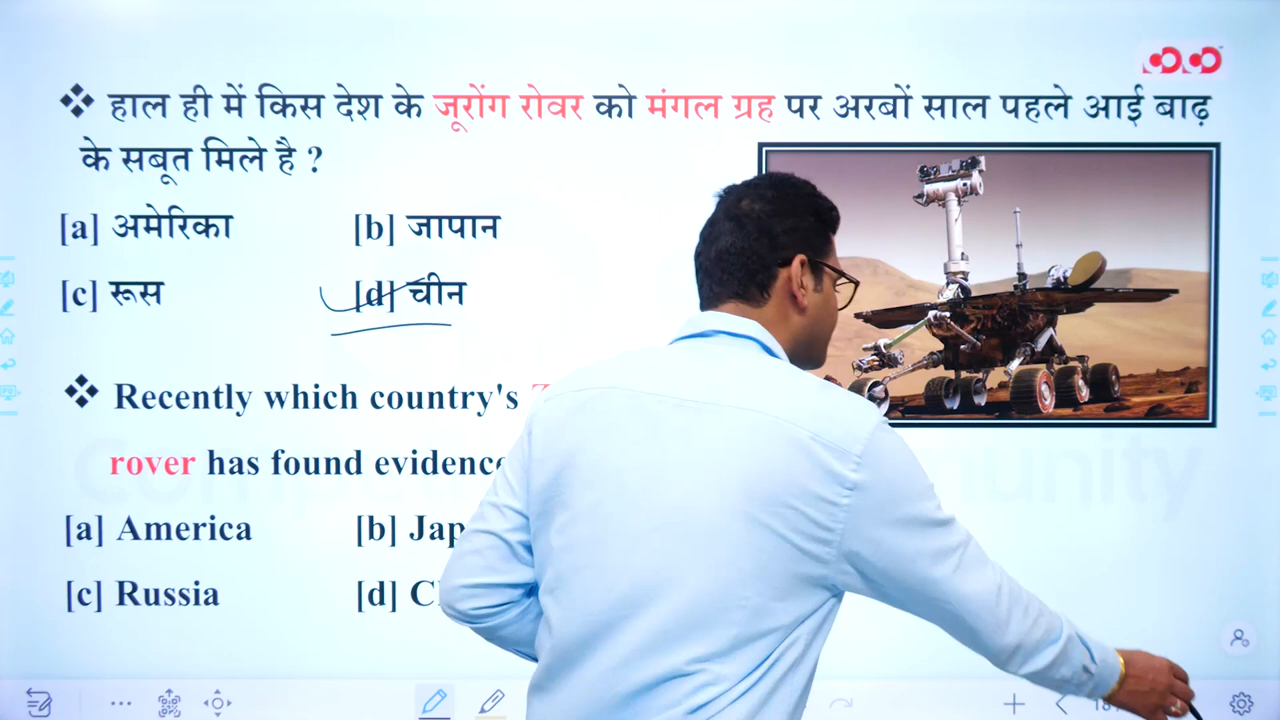 ❖ हाल ही में किस देश के जूरोंग रोवर को मंगल ग्रह पर अरबों साल पहले आई बाढ़
के सबूत मिले है ?
[a] अमेरिका [b] जापान
[c] रूस [d] चीन
❖ Recently which country's
rover has found evidence
[a] America [b] Jap
[c] Russia [d] C